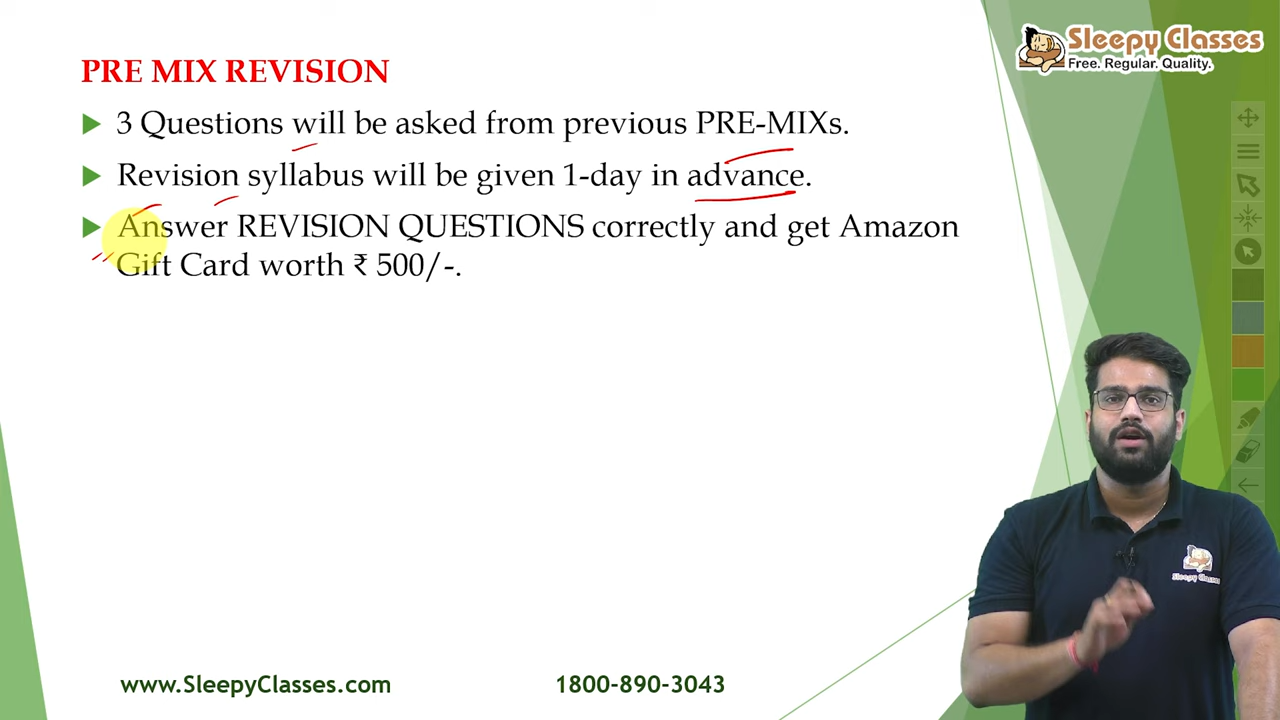 Sleepy Classes
Free. Regular. Quality.
PRE MIX REVISION
3 Questions will be asked from previous PRE-MIXs.
Revision syllabus will be given 1-day in advance.
Answer REVISION QUESTIONS correctly and get Amazon
Gift Card worth ₹ 500/-.
Sleepy Classes
www.SleepyClasses.com
1800-890-3043